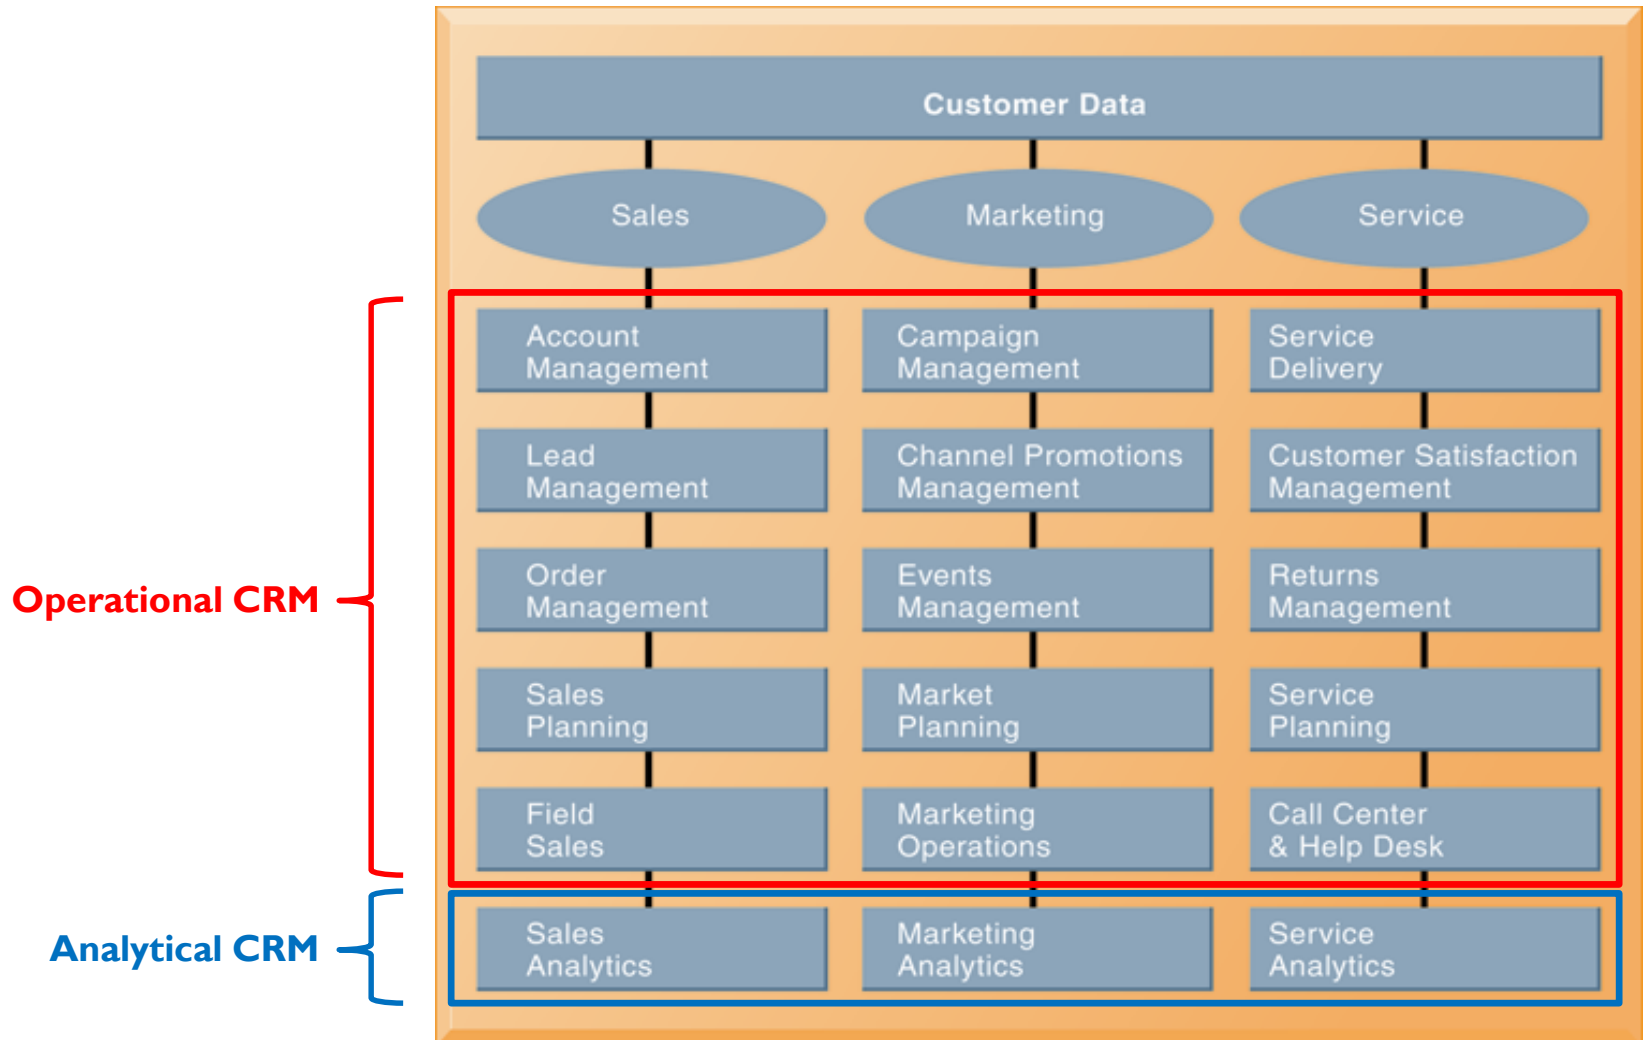 Customer Data
Sales
Marketing
Service
Operational CRM
Account
Management
Campaign
Management
Service
Delivery
Lead
Management
Channel Promotions
Management
Customer Satisfaction
Management
Order
Management
Events
Management
Returns
Management
Sales
Planning
Market
Planning
Service
Planning
Field
Sales
Marketing
Operations
Call Center
& Help Desk
Analytical CRM
Sales
Analytics
Marketing
Analytics
Service
Analytics